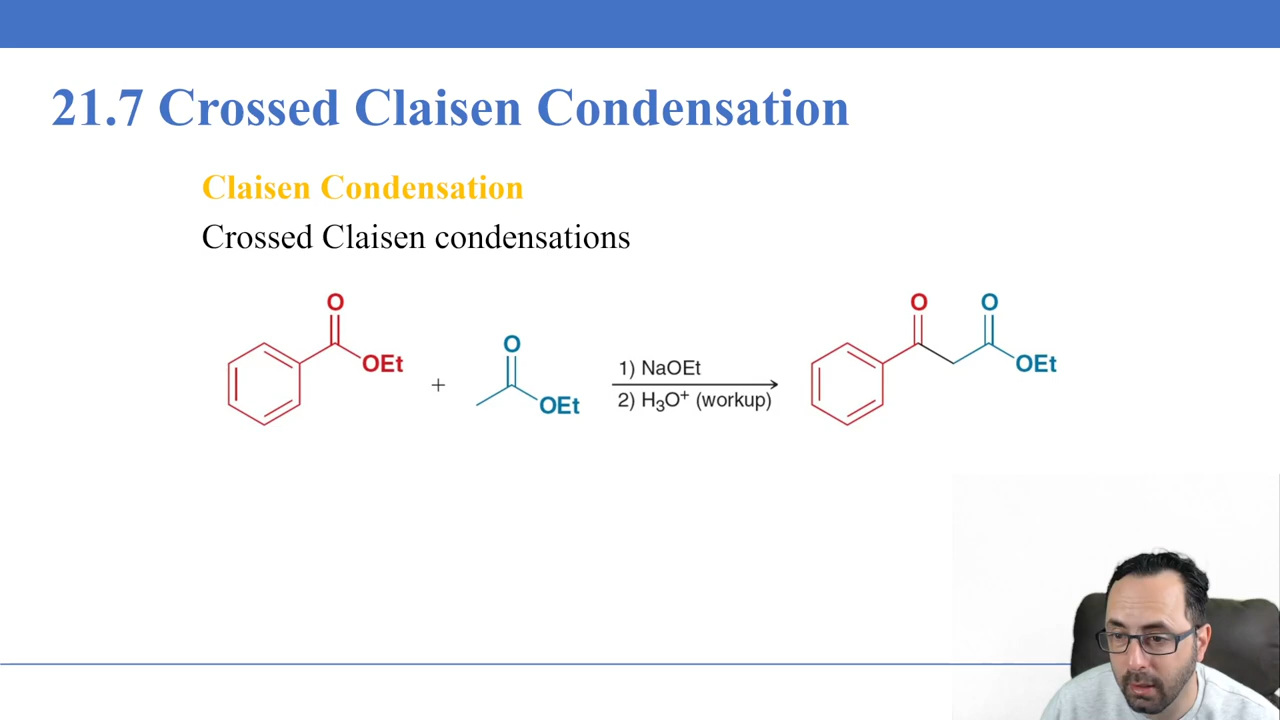 21.7 Crossed Claisen Condensation
Claisen Condensation
Crossed Claisen condensations
O
OEt
+
O
OEt
1) NaOEt
2) H₃O⁺ (workup)
O O
OEt